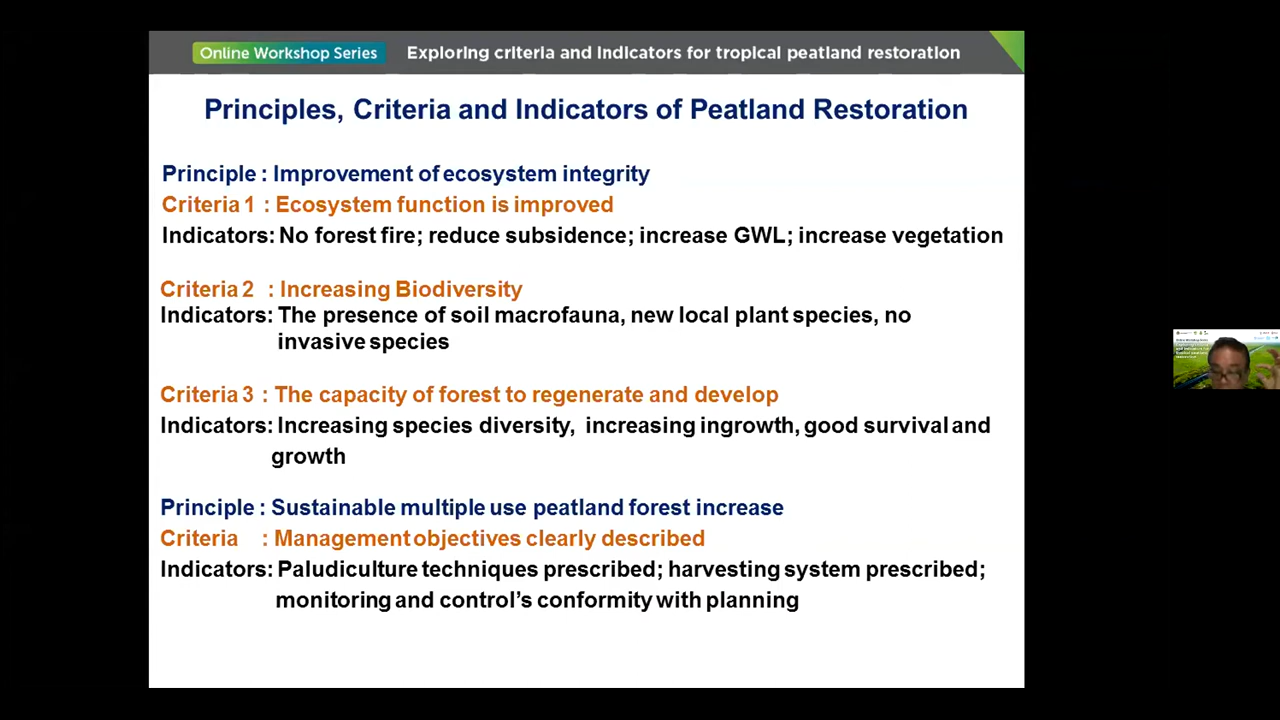 Online Workshop Series Exploring criteria and indicators for tropical peatland restoration
Principles, Criteria and Indicators of Peatland Restoration
Principle : Improvement of ecosystem integrity
Criteria 1 : Ecosystem function is improved
Indicators: No forest fire; reduce subsidence; increase GWL; increase vegetation
Criteria 2 : Increasing Biodiversity
Indicators: The presence of soil macrofauna, new local plant species, no
invasive species
Criteria 3 : The capacity of forest to regenerate and develop
Indicators: Increasing species diversity, increasing ingrowth, good survival and
growth
Principle : Sustainable multiple use peatland forest increase
Criteria : Management objectives clearly described
Indicators: Paludiculture techniques prescribed; harvesting system prescribed;
monitoring and control's conformity with planning